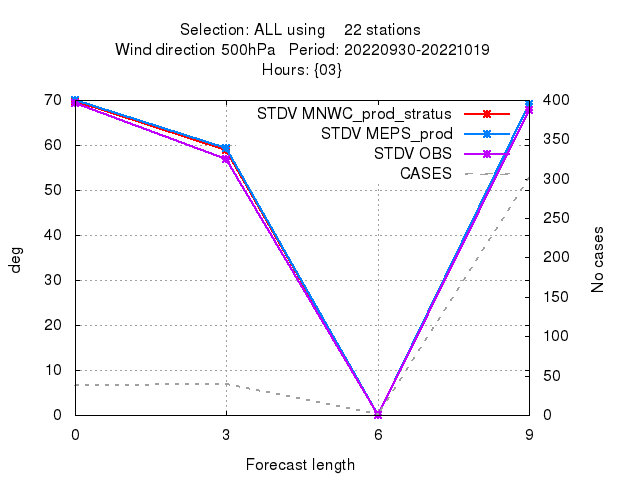 Selection: ALL using 22 stations
Wind direction 500hPa Period: 20220930-20221019
Hours: {03}
STDV MNWC_prod_stratus
STDV MEPS_prod
STDV OBS
CASES
70
60
50
40
30
20
10
0
deg
400
350
300
250
200
150
100
50
0
No cases
0 3 6 9
Forecast length